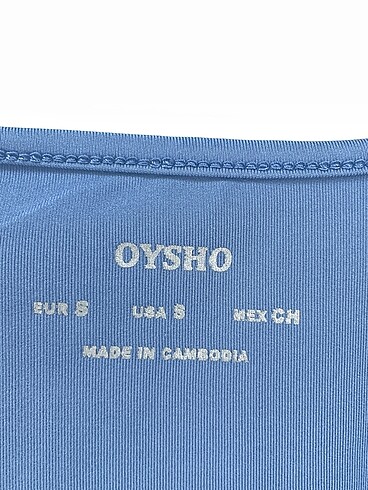 OYSHO
EUR S USA S MEX CH
MADE IN CAMBODIA